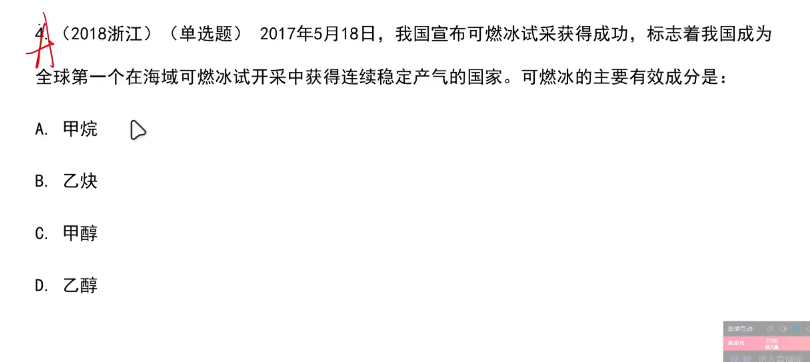 A
4. （2018浙江）（单选题） 2017年5月18日，我国宣布可燃冰试采获得成功，标志着我国成为
全球第一个在海域可燃冰试开采中获得连续稳定产气的国家。可燃冰的主要有效成分是：
A. 甲烷
B. 乙炔
C. 甲醇
D. 乙醇